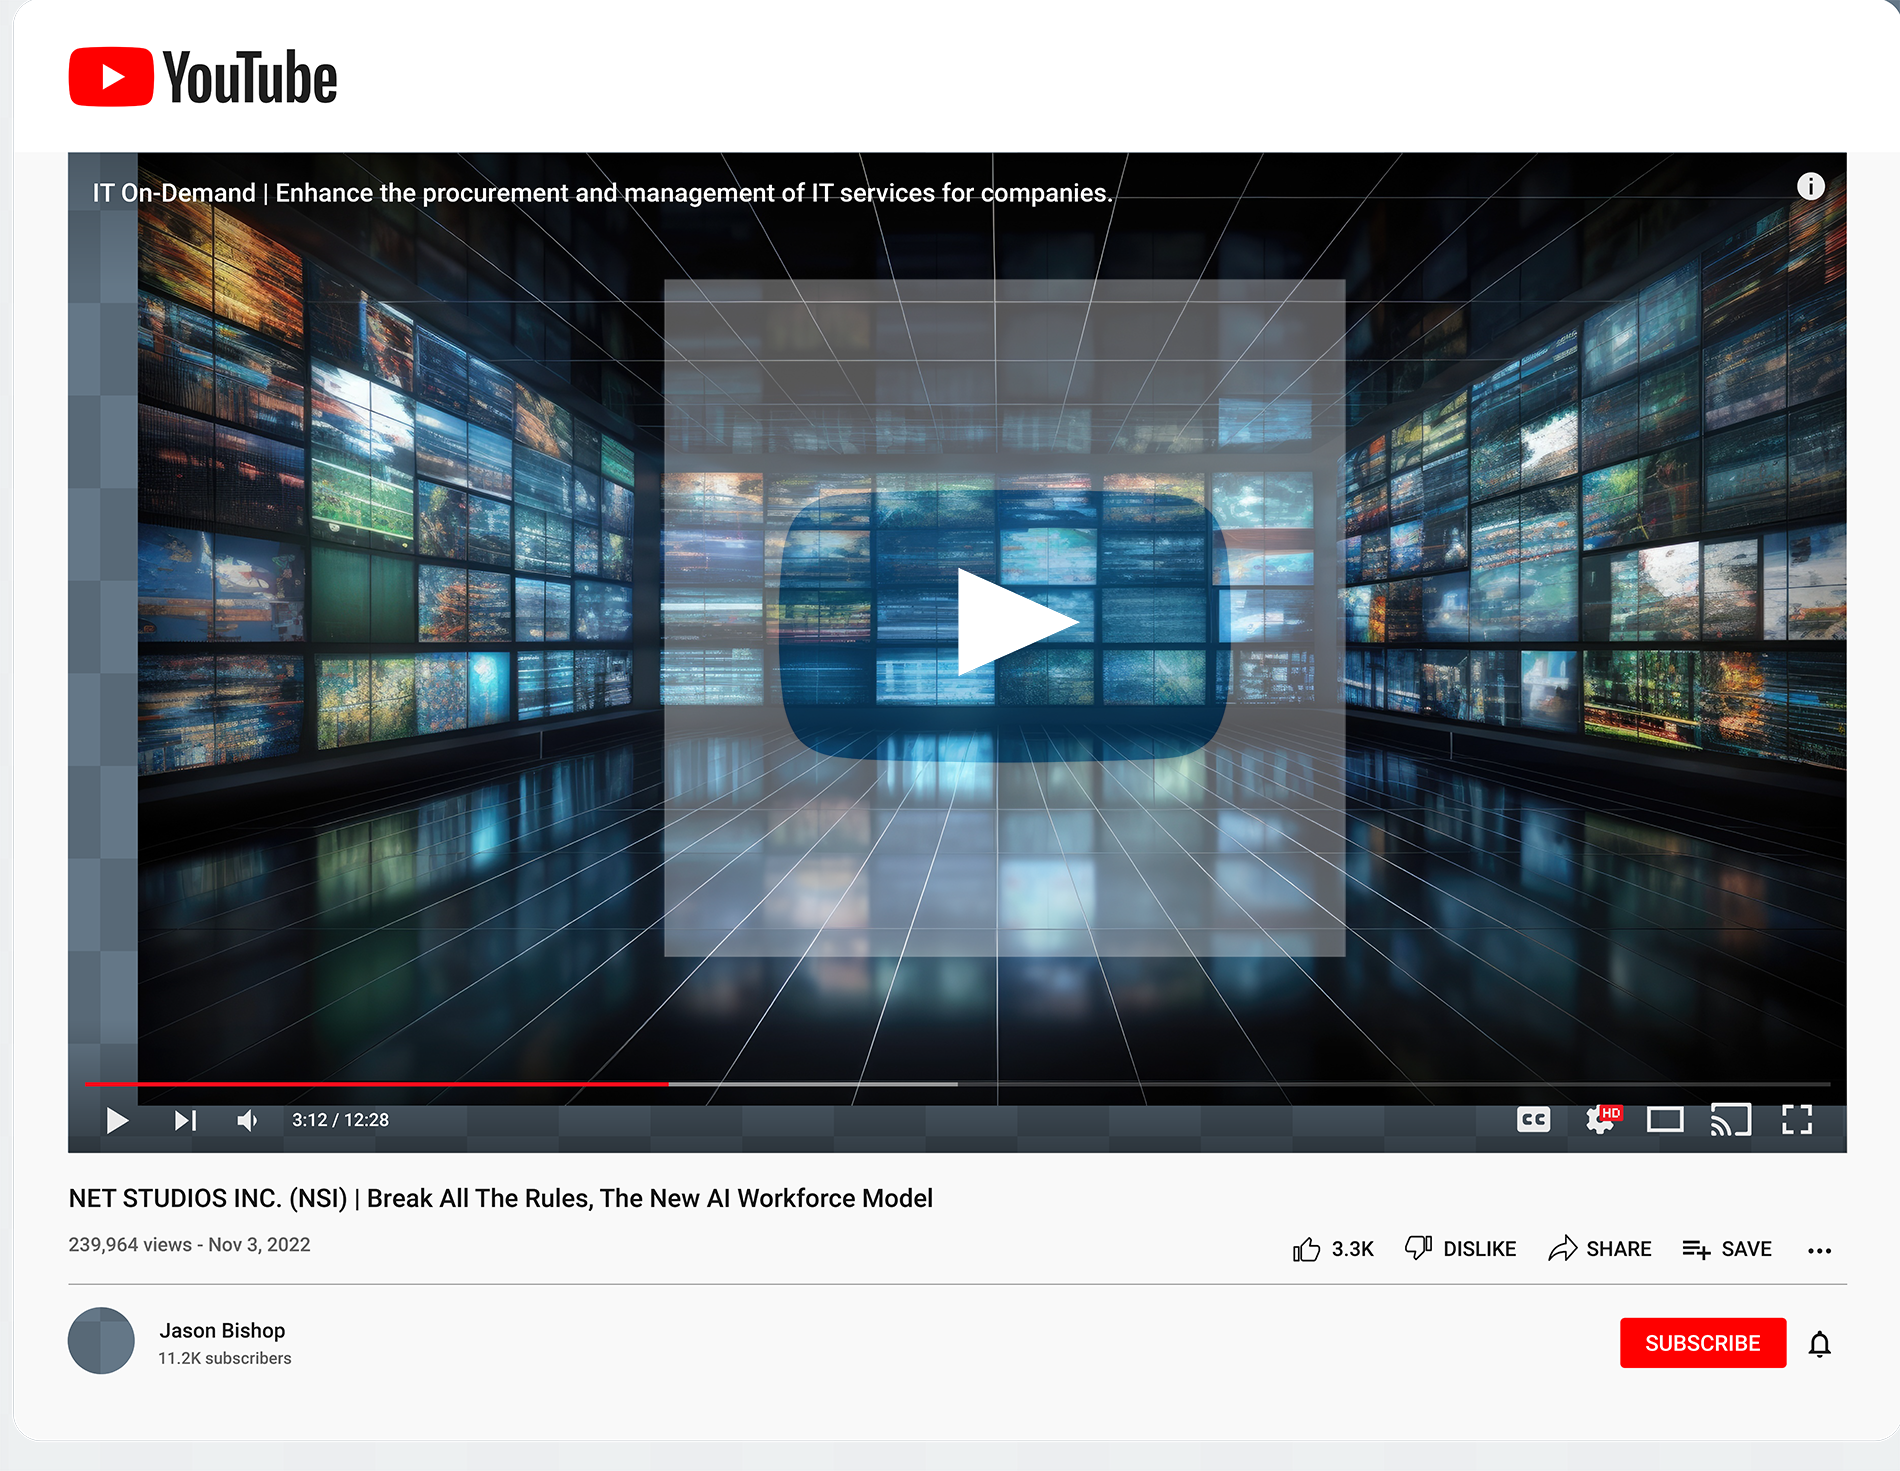 YouTube
IT On-Demand | Enhance the procurement and management of IT services for companies.
3:12 / 12:28
CC
HD
NET STUDIOS INC. (NSI) | Break All The Rules, The New AI Workforce Model
239,964 views - Nov 3, 2022
3.3K DISLIKE SHARE SAVE
Jason Bishop
11.2K subscribers
SUBSCRIBE